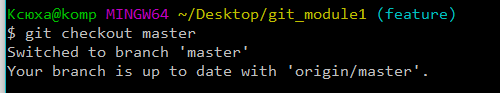 Ксюха@komp MINGW64 ~/Desktop/git_module1 (feature)
$ git checkout master
Switched to branch 'master'
Your branch is up to date with 'origin/master'.